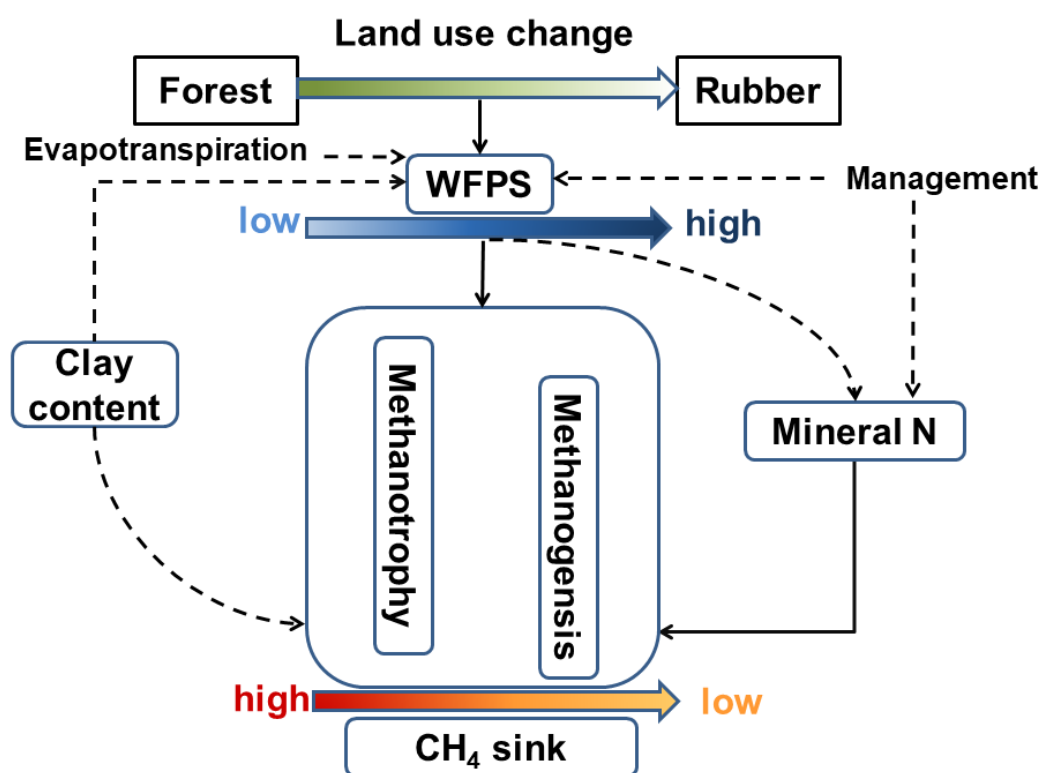 Land use change
Forest
Rubber
Evapotranspiration
WFPS
Management
low
high
Clay
content
Methanotrophy
Methanogensis
Mineral N
high
low
CH₄ sink